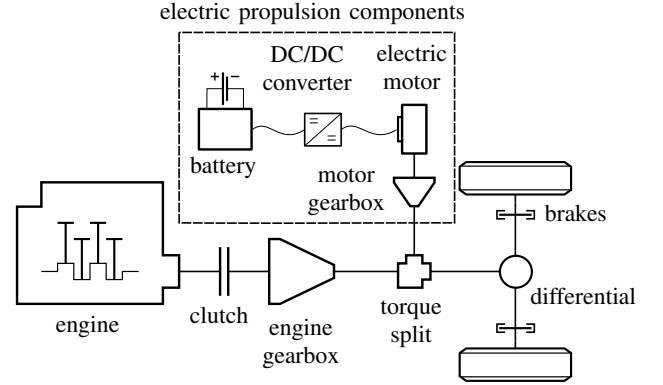 electric propulsion components
DC/DC
converter
electric
motor
+ −
battery
motor
gearbox
brakes
engine
clutch
engine
gearbox
torque
split
differential